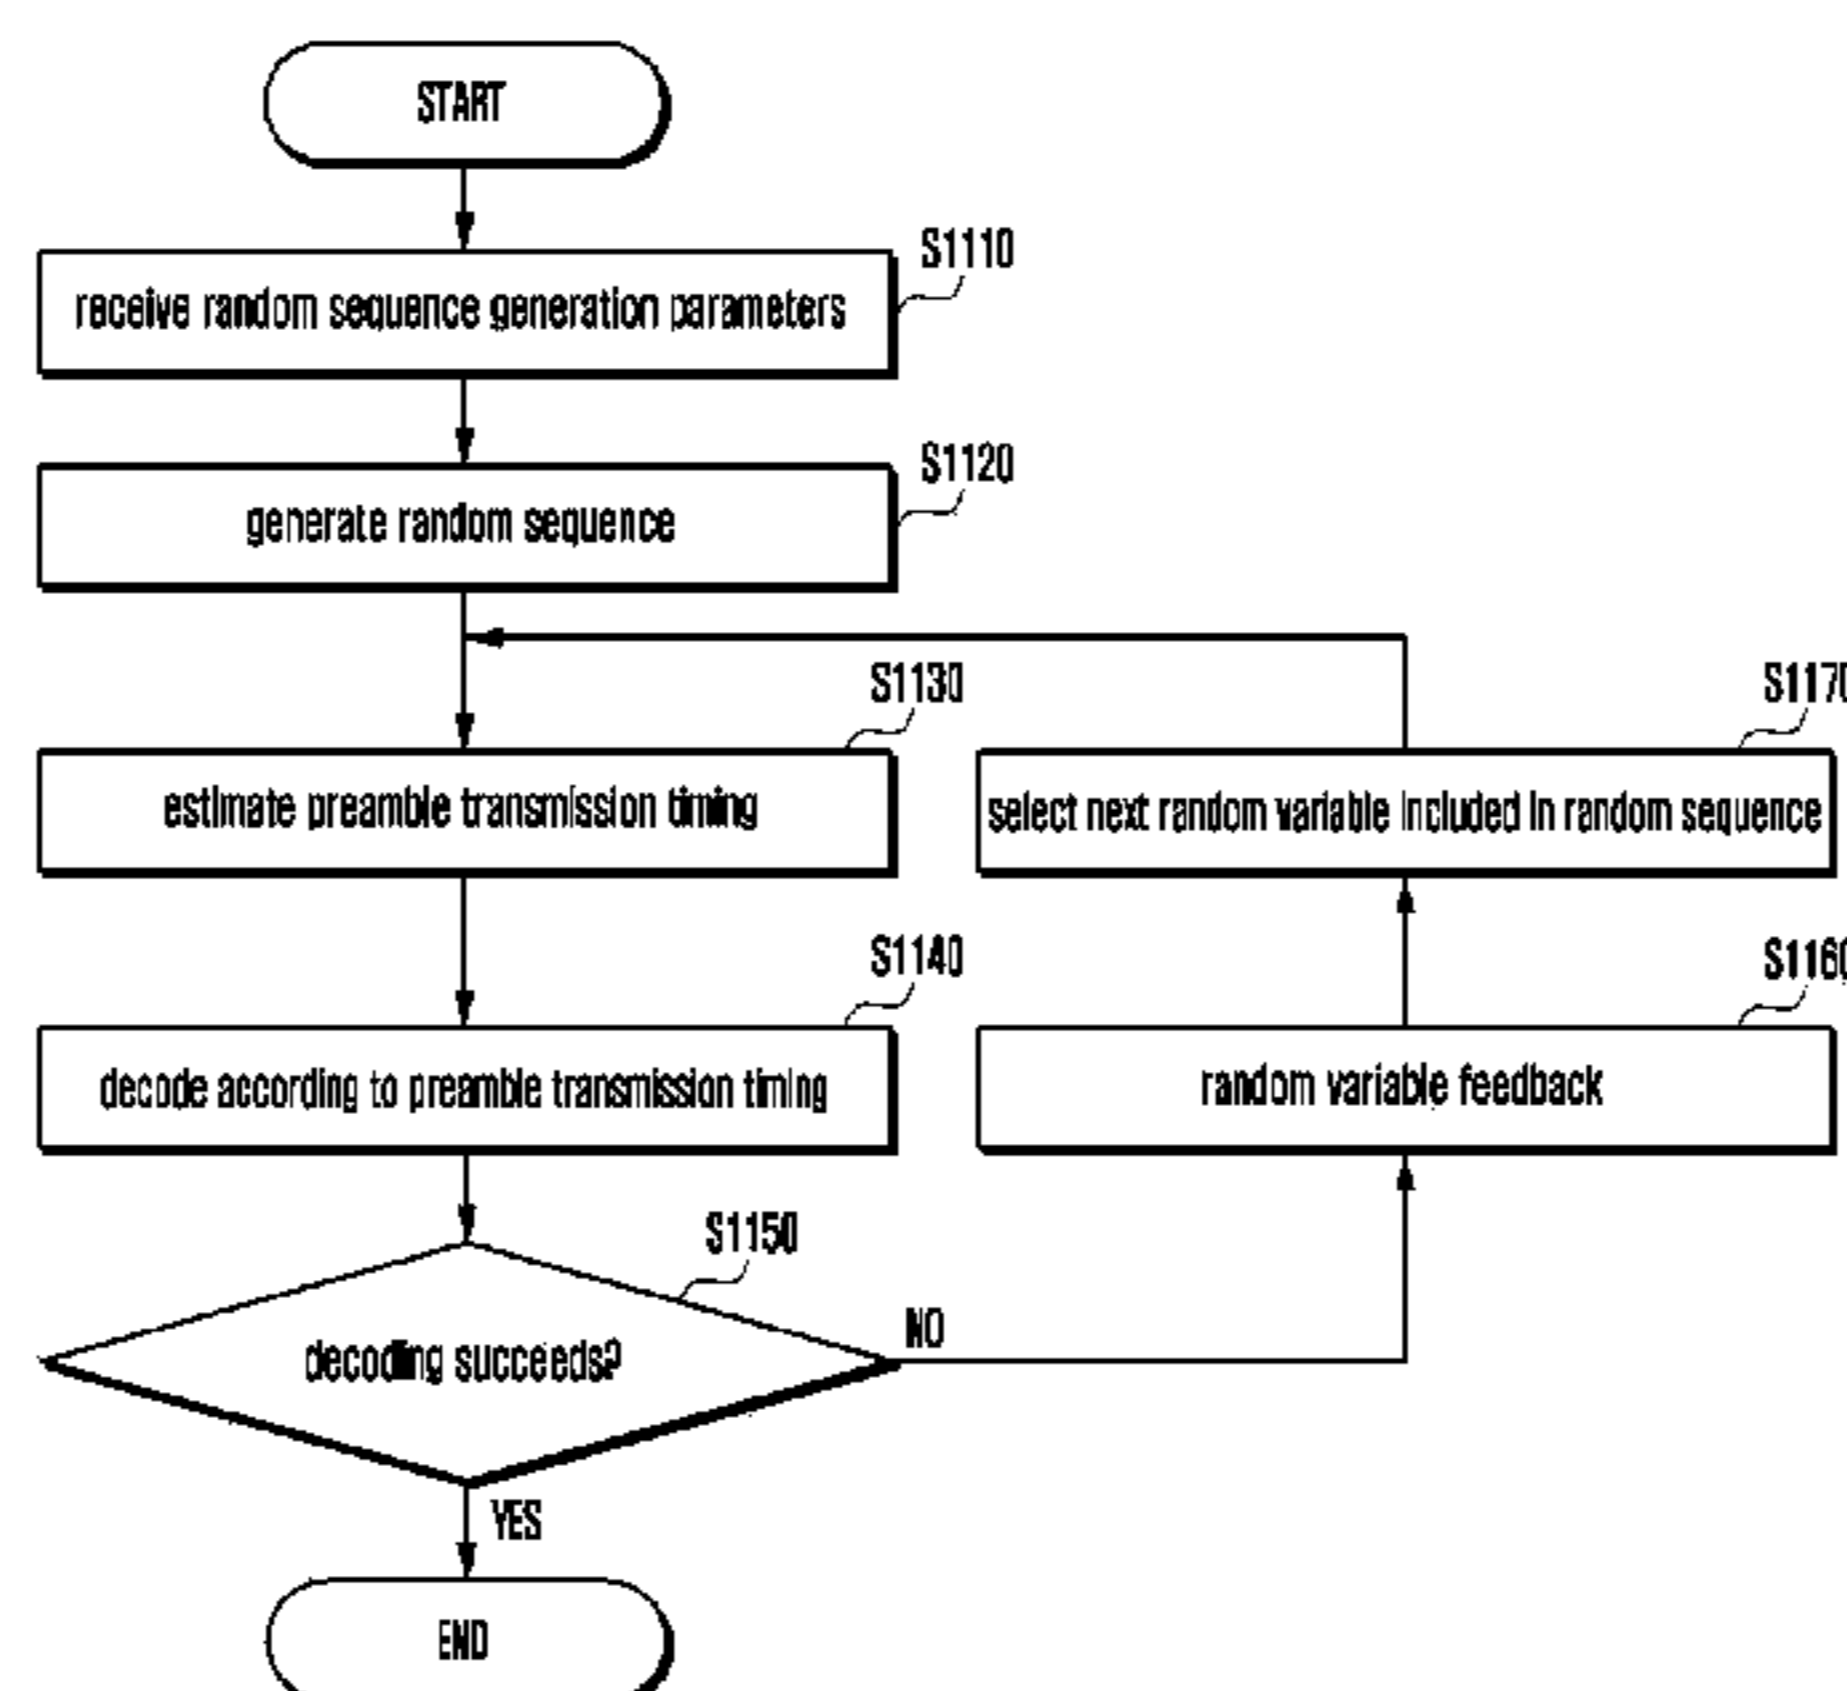 START
S1110
receive random sequence generation parameters
S1120
generate random sequence
S1130
estimate preamble transmission timing
S1170
select next random variable included in random sequence
S1140
decode according to preamble transmission timing
S1160
random variable feedback
S1150
decoding succeeds?
NO
YES
END